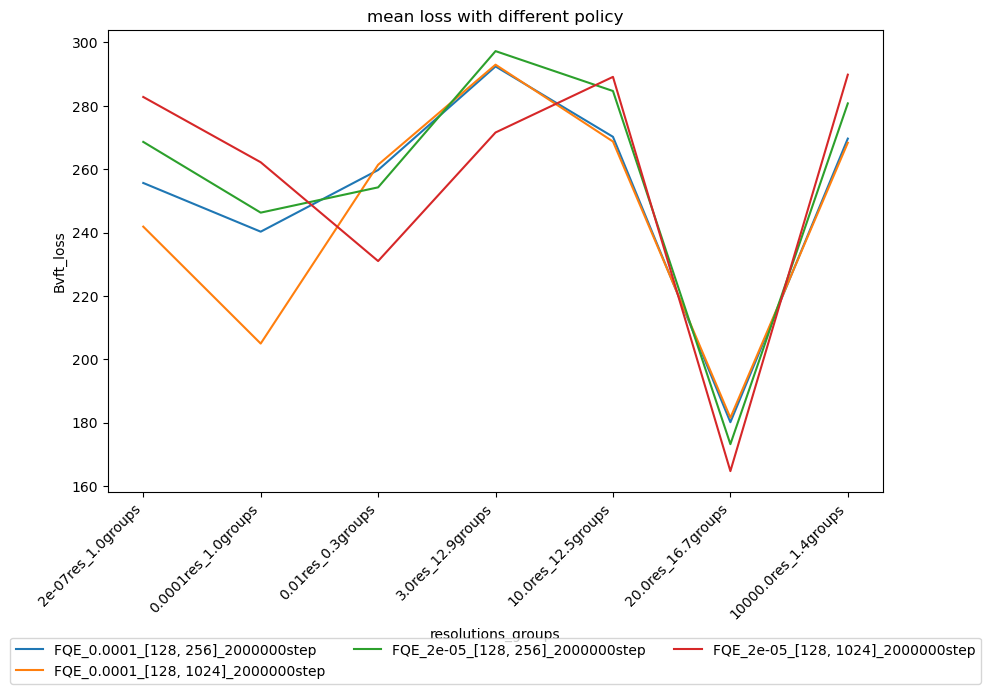 mean loss with different policy
300
280
260
240
220
200
180
160
Bvft_loss
2e-07res_1.0groups
0.0001res_1.0groups
0.01res_0.3groups
3.0res_12.9groups
10.0res_12.5groups
20.0res_16.7groups
10000.0res_1.4groups
resolutions_groups
FQE_0.0001_[128, 256]_2000000step
FQE_0.0001_[128, 1024]_2000000step
FQE_2e-05_[128, 256]_2000000step
FQE_2e-05_[128, 1024]_2000000step